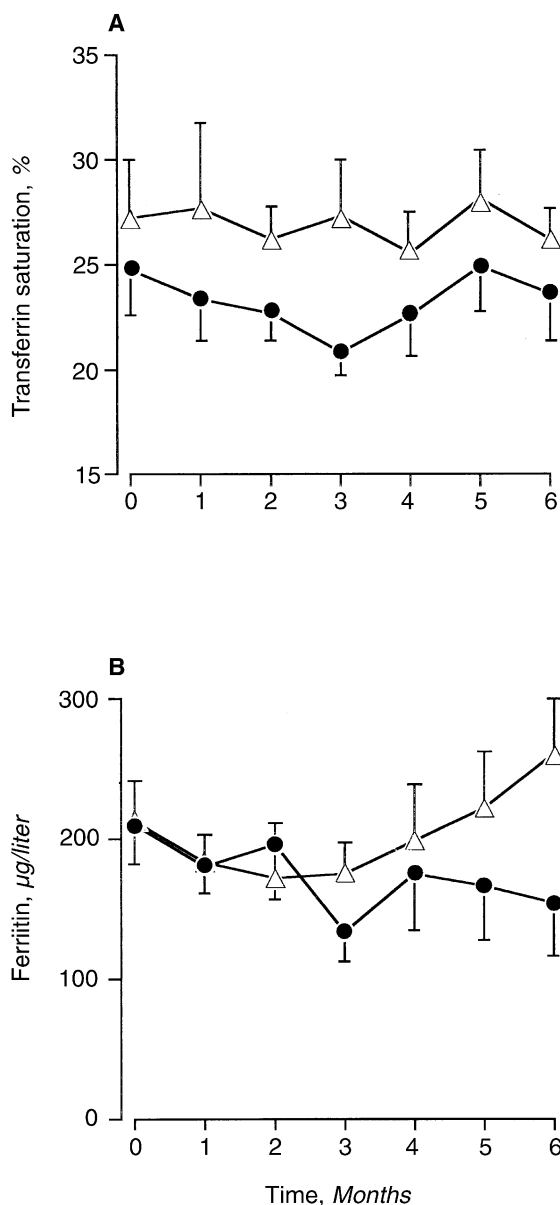 A
35
30
25
20
15
Transferrin saturation, %
0 1 2 3 4 5 6
B
300
200
100
0
Ferriitin, µg/liter
0 1 2 3 4 5 6
Time, Months